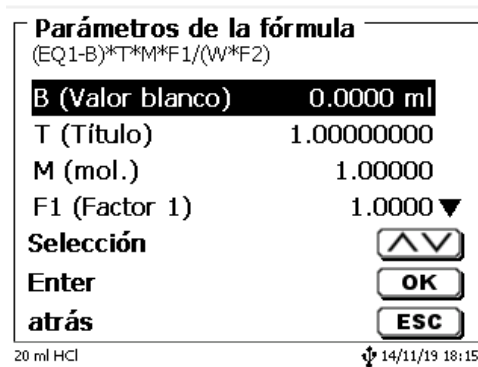 Parámetros de la fórmula
(EQ1-B)*T*M*F1/(W*F2)
B (Valor blanco) 0.0000 ml
T (Título) 1.00000000
M (mol.) 1.00000
F1 (Factor 1) 1.0000
Selección
Enter OK
atrás ESC
20 ml HCl 14/11/19 18:15